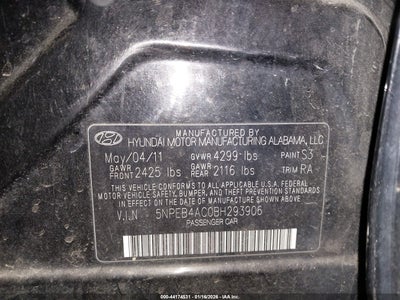 MANUFACTURED BY
HYUNDAI MOTOR MANUFACTURING ALABAMA, LLC
May/04/11 GVWR 4299 lbs PAINT S3
GAWR FRONT 2425 lbs GAWR REAR 2116 lbs TRIM RA
THIS VEHICLE CONFORMS TO ALL APPLICABLE U.S. FEDERAL
MOTOR VEHICLE SAFETY, AND THEFT PREVENTION STANDARDS
IN EFFECT ON THE DATE OF MANUFACTURE SHOWN ABOVE.
V.I.N 5NPEB4AC0BH293906
PASSENGER CAR
000-44174531 - 01/16/2026 - COPYRIGHT IAA, LLC